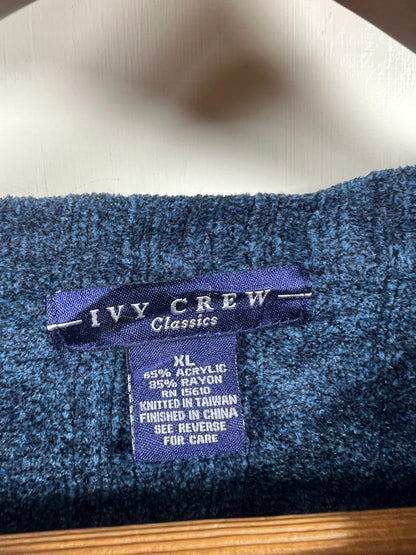 IVY CREW
Classics
XL
65% ACRYLIC
35% RAYON
RN 15610
KNITTED IN TAIWAN
FINISHED IN CHINA
SEE REVERSE
FOR CARE